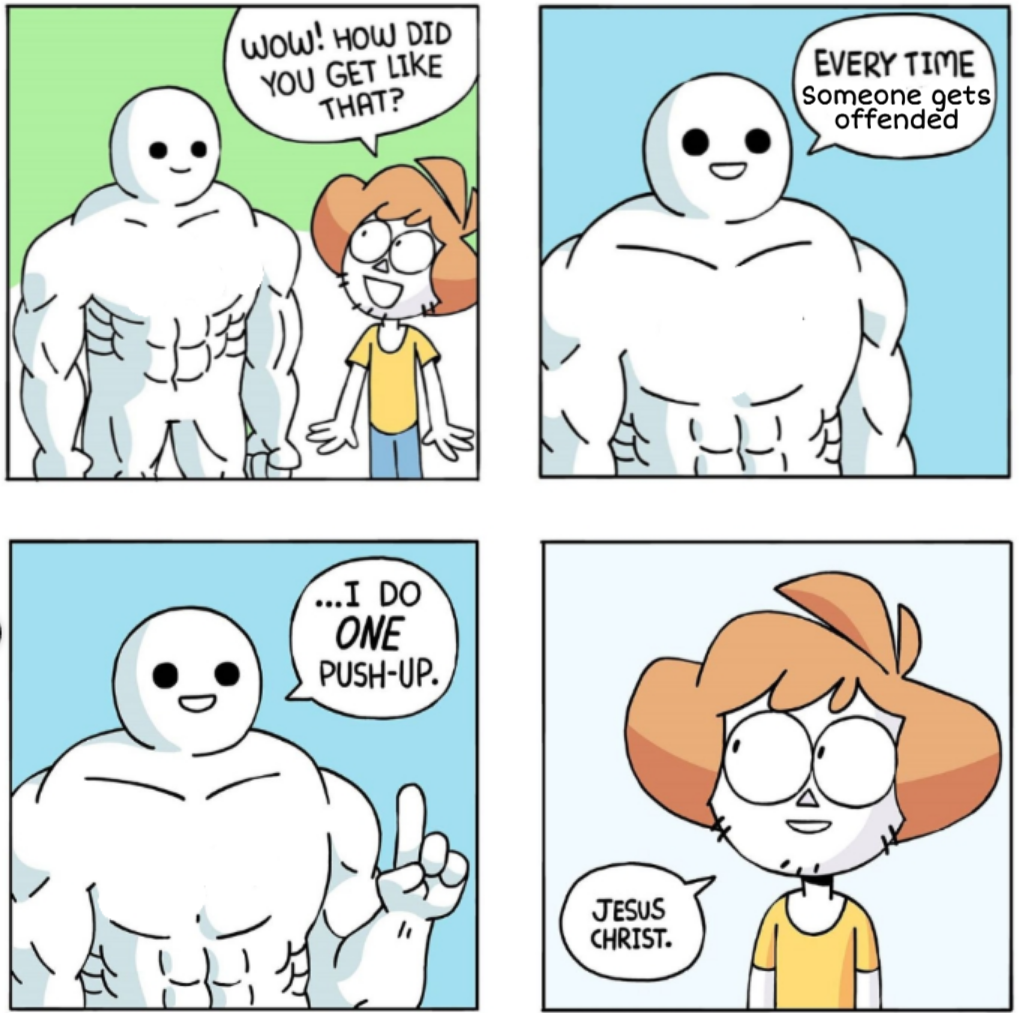 WOW! HOW DID
YOU GET LIKE
THAT?
EVERY TIME
Someone gets
offended
...I DO
ONE
PUSH-UP.
JESUS
CHRIST.